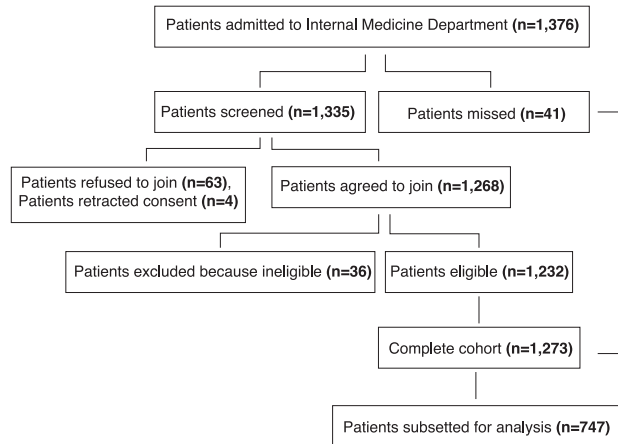 Patients admitted to Internal Medicine Department (n=1,376)
Patients screened (n=1,335)
Patients missed (n=41)
Patients refused to join (n=63),
Patients retracted consent (n=4)
Patients agreed to join (n=1,268)
Patients excluded because ineligible (n=36)
Patients eligible (n=1,232)
Complete cohort (n=1,273)
Patients subsetted for analysis (n=747)